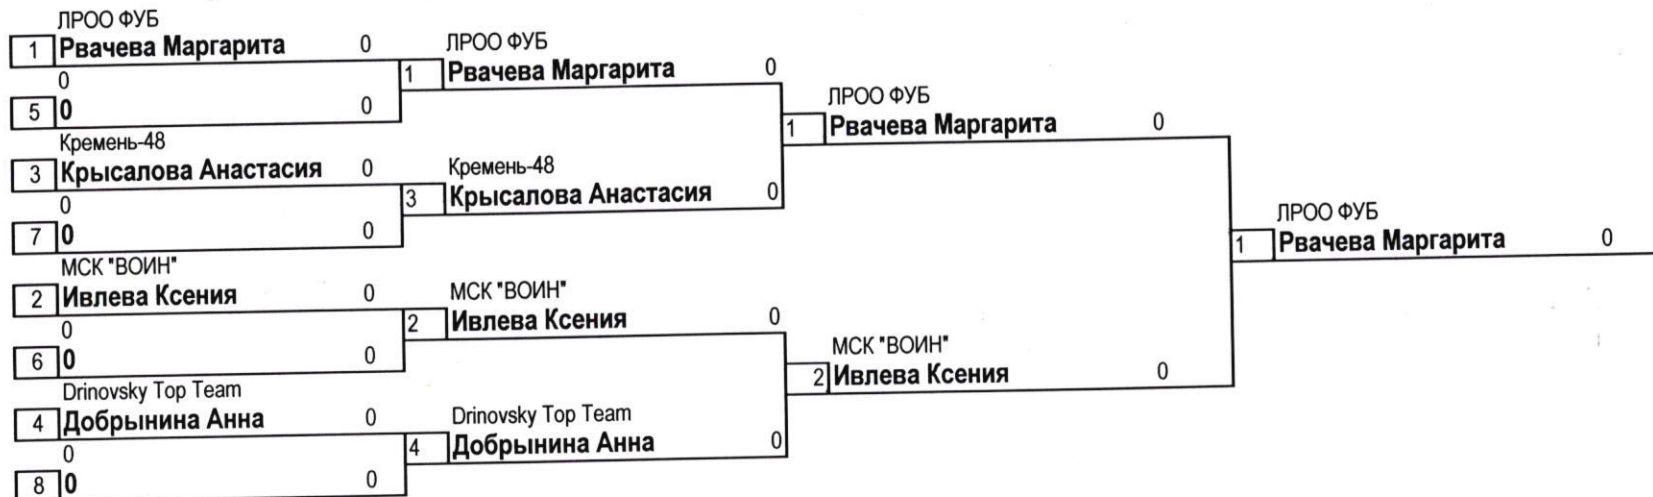 ЛРОО ФУБ
1 Рвачева Маргарита 0
0
5 0 0
Кремень-48
3 Крысалова Анастасия 0
0
7 0 0
МСК "ВОИН"
2 Ивлева Ксения 0
0
6 0 0
Drinovsky Top Team
4 Добрынина Анна 0
0
8 0 0
ЛРОО ФУБ
1 Рвачева Маргарита 0
Кремень-48
3 Крысалова Анастасия 0
МСК "ВОИН"
2 Ивлева Ксения 0
Drinovsky Top Team
4 Добрынина Анна 0
ЛРОО ФУБ
1 Рвачева Маргарита 0
МСК "ВОИН"
2 Ивлева Ксения 0
ЛРОО ФУБ
1 Рвачева Маргарита 0